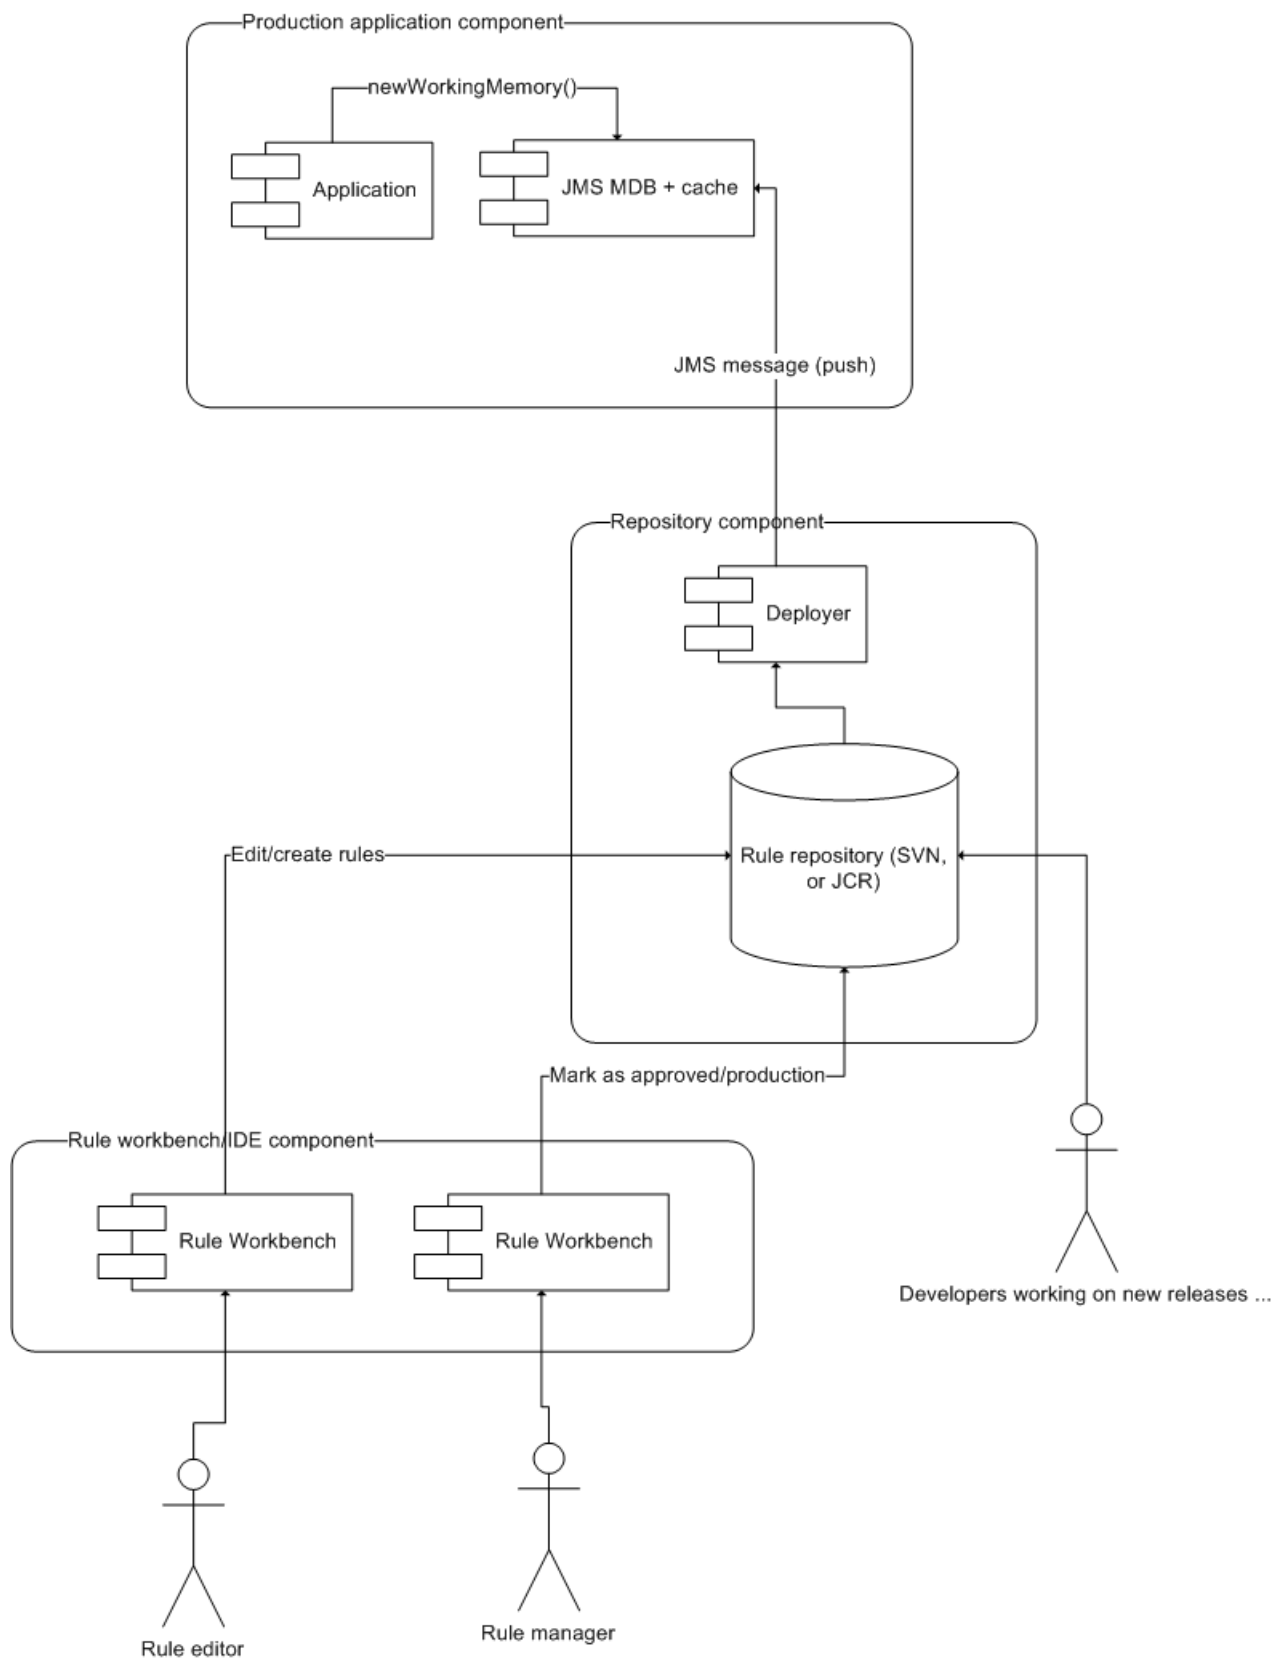 Production application component
newWorkingMemory()
Application
JMS MDB + cache
JMS message (push)
Repository component
Deployer
Edit/create rules
Rule repository (SVN,
or JCR)
Mark as approved/production
Rule workbench/IDE component
Rule Workbench
Rule Workbench
Developers working on new releases ...
Rule editor
Rule manager